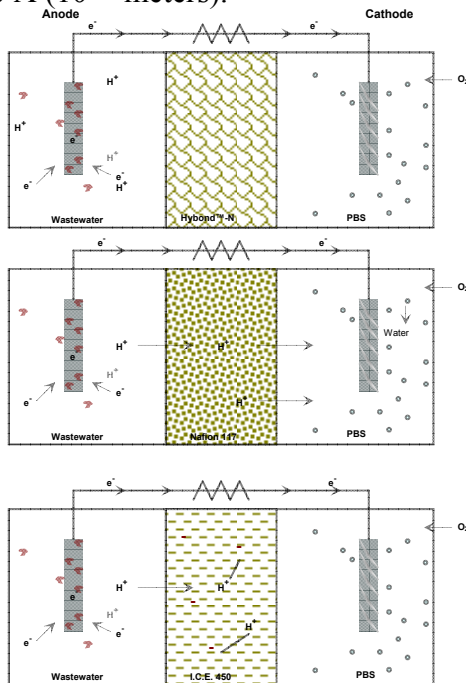 Anode Cathode
e⁻ e⁻
H⁺ O₂
H⁺
e⁻ H⁺
e⁻ e⁻ H⁺
Wastewater Hybond™-N PBS
e⁻ e⁻
O₂
H⁺ H⁺ Water
e⁻ H⁺
e⁻ e⁻ H⁺
Wastewater Nafion 117 PBS
e⁻ e⁻
O₂
H⁺ H⁺
e⁻ H⁺
e⁻ e⁻ H⁺
Wastewater I.C.E. 450 PBS